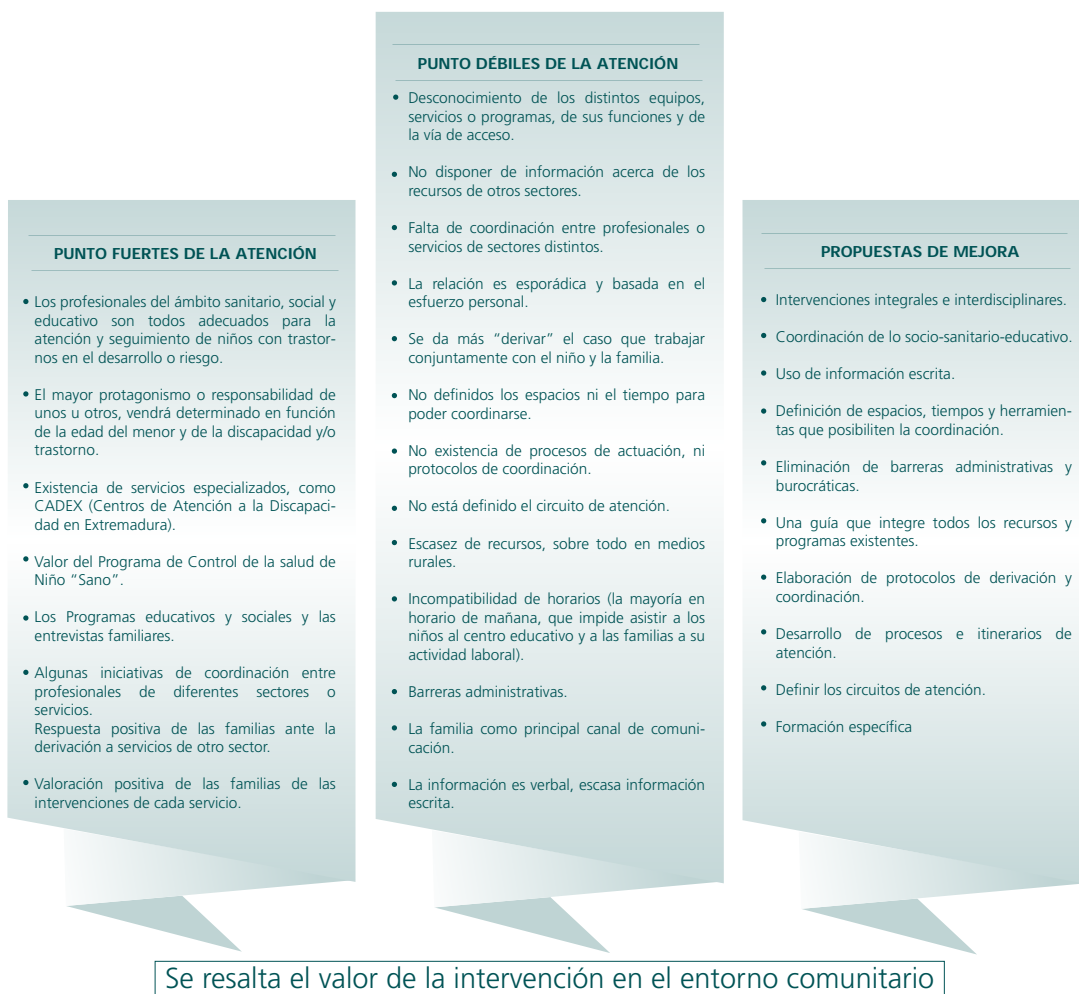 PUNTO FUERTES DE LA ATENCIÓN
• Los profesionales del ámbito sanitario, social y
educativo son todos adecuados para la
atención y seguimiento de niños con trastor-
nos en el desarrollo o riesgo.
• El mayor protagonismo o responsabilidad de
unos u otros, vendrá determinado en función
de la edad del menor y de la discapacidad y/o
trastorno.
• Existencia de servicios especializados, como
CADEX (Centros de Atención a la Discapaci-
dad en Extremadura).
• Valor del Programa de Control de la salud de
Niño “Sano”.
• Los Programas educativos y sociales y las
entrevistas familiares.
• Algunas iniciativas de coordinación entre
profesionales de diferentes sectores o
servicios.
Respuesta positiva de las familias ante la
derivación a servicios de otro sector.
• Valoración positiva de las familias de las
intervenciones de cada servicio.
PUNTO DÉBILES DE LA ATENCIÓN
• Desconocimiento de los distintos equipos,
servicios o programas, de sus funciones y de
la vía de acceso.
• No disponer de información acerca de los
recursos de otros sectores.
• Falta de coordinación entre profesionales o
servicios de sectores distintos.
• La relación es esporádica y basada en el
esfuerzo personal.
• Se da más “derivar” el caso que trabajar
conjuntamente con el niño y la familia.
• No definidos los espacios ni el tiempo para
poder coordinarse.
• No existencia de procesos de actuación, ni
protocolos de coordinación.
• No está definido el circuito de atención.
• Escasez de recursos, sobre todo en medios
rurales.
• Incompatibilidad de horarios (la mayoría en
horario de mañana, que impide asistir a los
niños al centro educativo y a las familias a su
actividad laboral).
• Barreras administrativas.
• La familia como principal canal de comuni-
cación.
• La información es verbal, escasa información
escrita.
PROPUESTAS DE MEJORA
• Intervenciones integrales e interdisciplinares.
• Coordinación de lo socio-sanitario-educativo.
• Uso de información escrita.
• Definición de espacios, tiempos y herramien-
tas que posibiliten la coordinación.
• Eliminación de barreras administrativas y
burocráticas.
• Una guía que integre todos los recursos y
programas existentes.
• Elaboración de protocolos de derivación y
coordinación.
• Desarrollo de procesos e itinerarios de
atención.
• Definir los circuitos de atención.
• Formación específica
Se resalta el valor de la intervención en el entorno comunitario